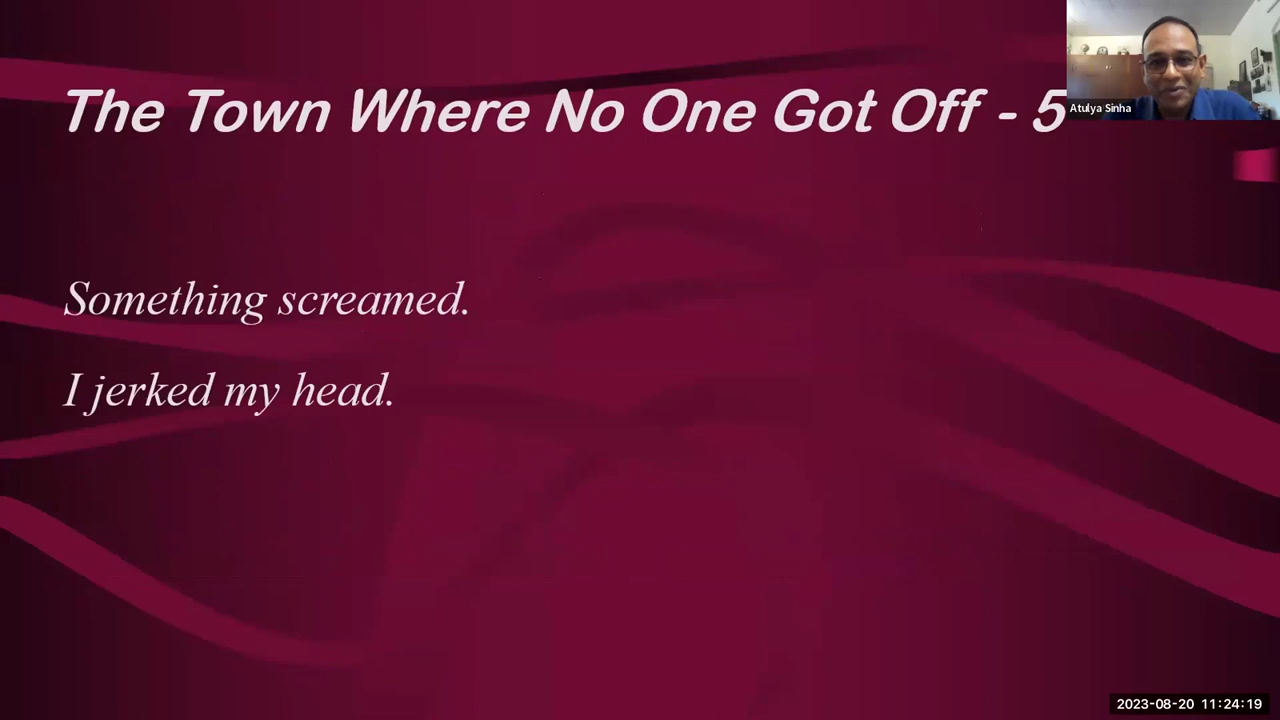 The Town Where No One Got Off - 5
Atulya Sinha
Something screamed.
I jerked my head.
2023-08-20 11:24:19